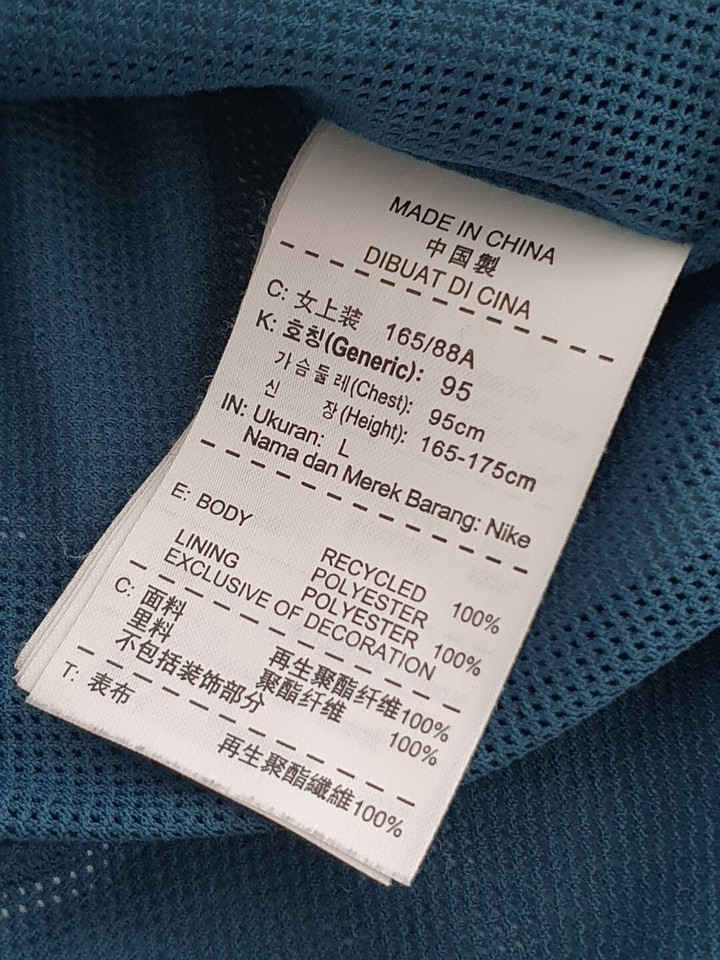 MADE IN CHINA
中国製
DIBUAT DI CINA
C: 女上装 165/88A
K: 호칭(Generic): 95
가슴둘레(Chest): 95cm
신 장(Height): 165-175cm
IN: Ukuran: L
Nama dan Merek Barang: Nike
E: BODY
RECYCLED
POLYESTER 100%
LINING POLYESTER 100%
EXCLUSIVE OF DECORATION
C: 面料 再生聚酯纤维100%
里料 聚酯纤维 100%
不包括装饰部分
T: 表布
再生聚酯纖維100%